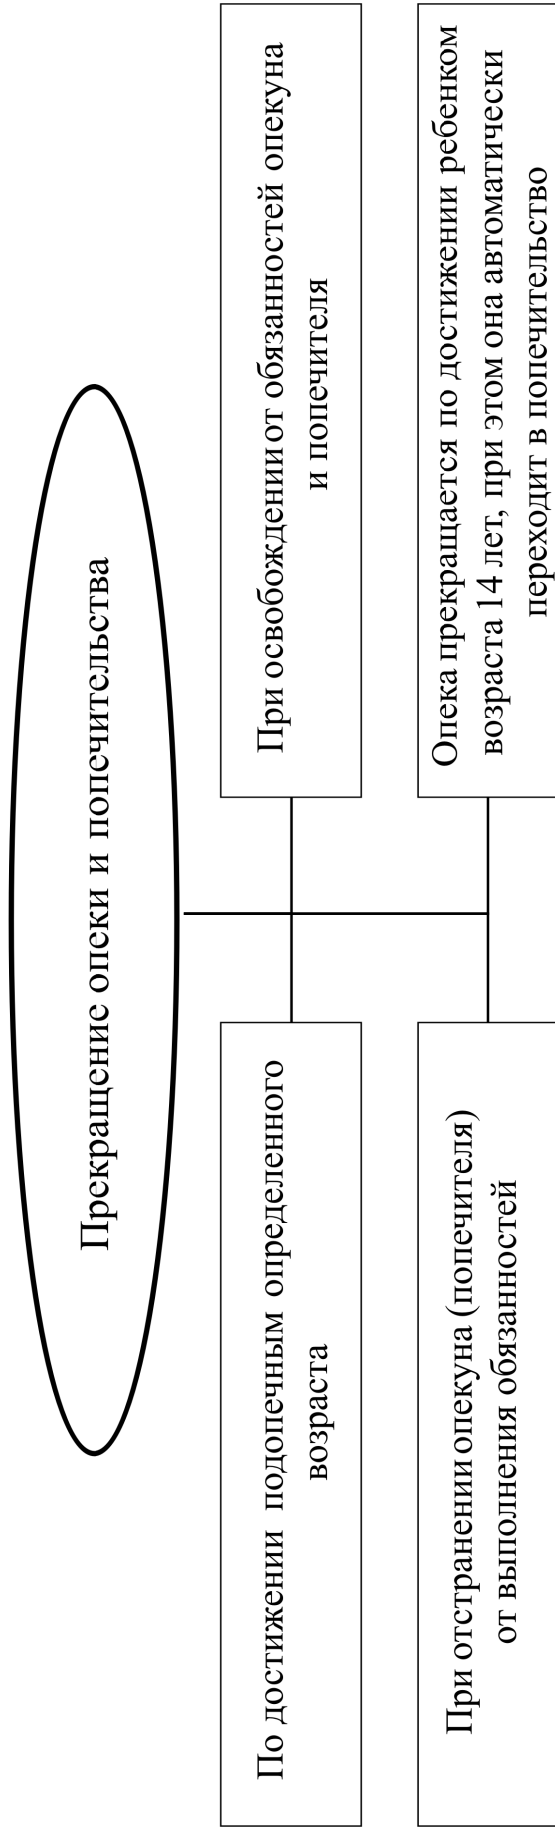 Прекращение опеки и попечительства
По достижении подопечным определенного
возраста
При освобождении от обязанностей опекуна
и попечителя
При отстранении опекуна (попечителя)
от выполнения обязанностей
Опека прекращается по достижении ребенком
возраста 14 лет, при этом она автоматически
переходит в попечительство